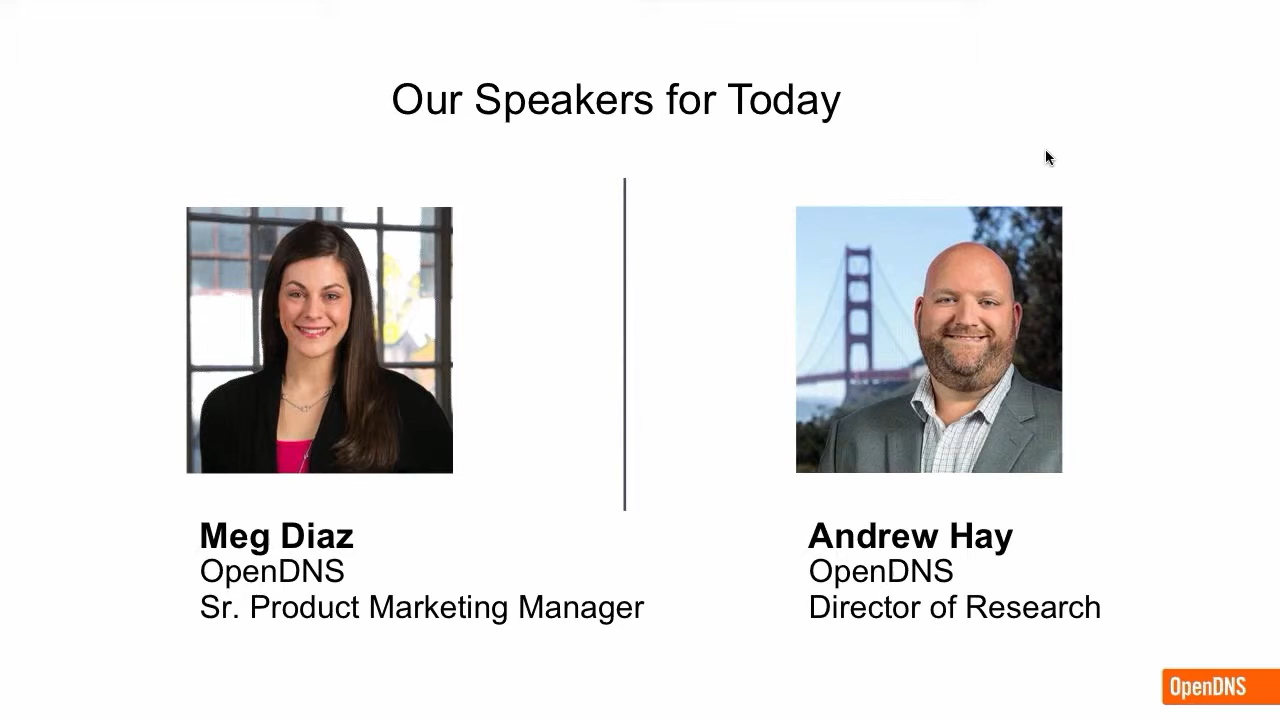 Our Speakers for Today
Meg Diaz
OpenDNS
Sr. Product Marketing Manager
Andrew Hay
OpenDNS
Director of Research
OpenDNS